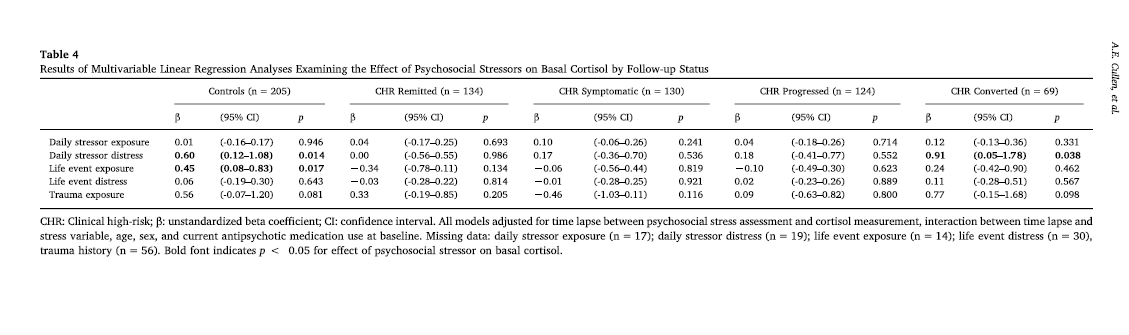 Table 4
Results of Multivariable Linear Regression Analyses Examining the Effect of Psychosocial Stressors on Basal Cortisol by Follow-up Status
Controls (n = 205) CHR Remitted (n = 134) CHR Symptomatic (n = 130) CHR Progressed (n = 124) CHR Converted (n = 69)
β (95% CI) p β (95% CI) p β (95% CI) p β (95% CI) p β (95% CI) p
Daily stressor exposure 0.01 (-0.16–0.17) 0.946 0.04 (-0.17–0.25) 0.693 0.10 (-0.06–0.26) 0.241 0.04 (-0.18–0.26) 0.714 0.12 (-0.13–0.36) 0.331
Daily stressor distress 0.60 (0.12–1.08) 0.014 0.00 (-0.56–0.55) 0.986 0.17 (-0.36–0.70) 0.536 0.18 (-0.41–0.77) 0.552 0.91 (0.05–1.78) 0.038
Life event exposure 0.45 (0.08–0.83) 0.017 −0.34 (-0.78–0.11) 0.134 −0.06 (-0.56–0.44) 0.819 −0.10 (-0.49–0.30) 0.623 0.24 (-0.42–0.90) 0.462
Life event distress 0.06 (-0.19–0.30) 0.643 −0.03 (-0.28–0.22) 0.814 −0.01 (-0.28–0.25) 0.921 0.02 (-0.23–0.26) 0.889 0.11 (-0.28–0.51) 0.567
Trauma exposure 0.56 (-0.07–1.20) 0.081 0.33 (-0.19–0.85) 0.205 −0.46 (-1.03–0.11) 0.116 0.09 (-0.63–0.82) 0.800 0.77 (-0.15–1.68) 0.098
CHR: Clinical high-risk; β: unstandardized beta coefficient; CI: confidence interval. All models adjusted for time lapse between psychosocial stress assessment and cortisol measurement, interaction between time lapse and
stress variable, age, sex, and current antipsychotic medication use at baseline. Missing data: daily stressor exposure (n = 17); daily stressor distress (n = 19); life event exposure (n = 14); life event distress (n = 30),
trauma history (n = 56). Bold font indicates p < 0.05 for effect of psychosocial stressor on basal cortisol.
A.E. Cullen, et al.